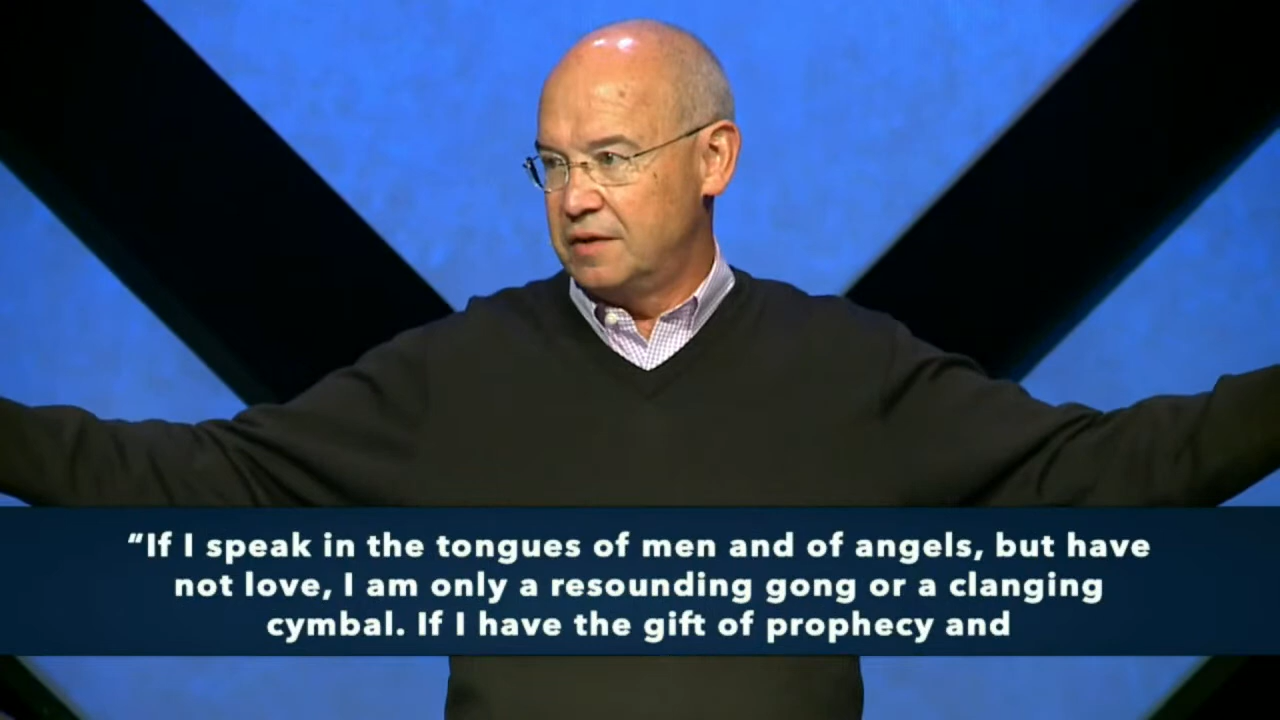 “If I speak in the tongues of men and of angels, but have
not love, I am only a resounding gong or a clanging
cymbal. If I have the gift of prophecy and